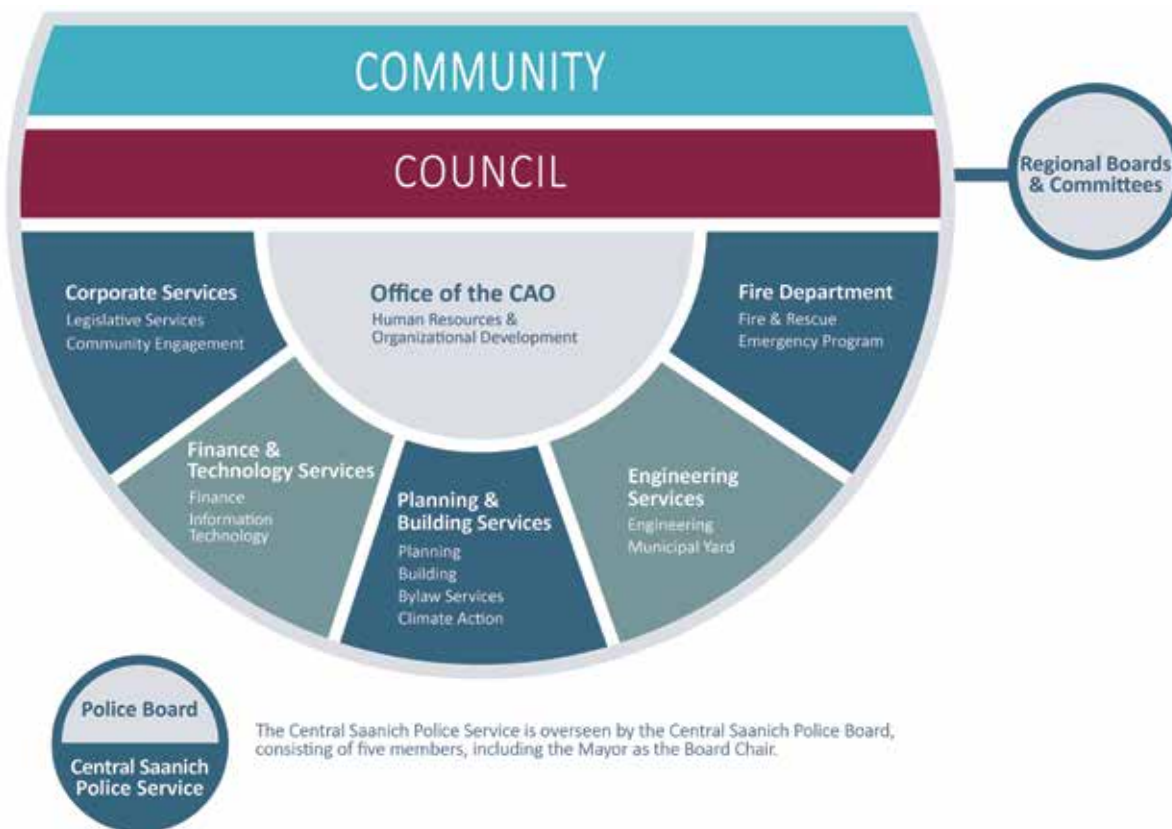 COMMUNITY
COUNCIL
Regional Boards
& Committees
Corporate Services
Legislative Services
Community Engagement
Office of the CAO
Human Resources &
Organizational Development
Fire Department
Fire & Rescue
Emergency Program
Finance &
Technology Services
Finance
Information
Technology
Planning &
Building Services
Planning
Building
Bylaw Services
Climate Action
Engineering
Services
Engineering
Municipal Yard
Police Board
Central Saanich
Police Service
The Central Saanich Police Service is overseen by the Central Saanich Police Board,
consisting of five members, including the Mayor as the Board Chair.